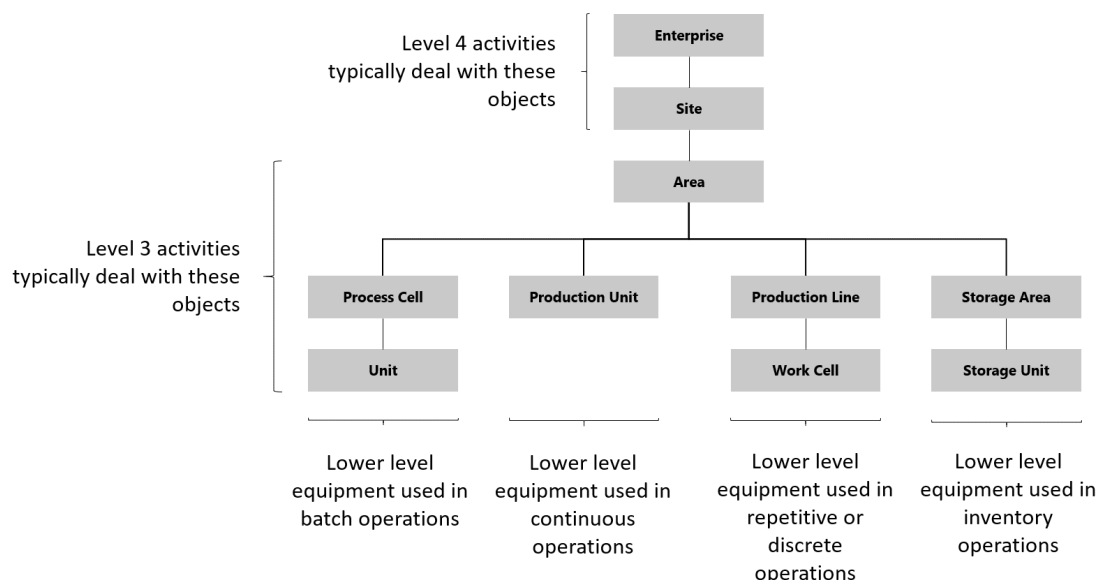 Level 4 activities
typically deal with these
objects
Enterprise
Site
Area
Level 3 activities
typically deal with these
objects
Process Cell
Production Unit
Production Line
Storage Area
Unit
Work Cell
Storage Unit
Lower level
equipment used in
batch operations
Lower level
equipment used in
continuous
operations
Lower level
equipment used in
repetitive or
discrete
operations
Lower level
equipment used in
inventory
operations